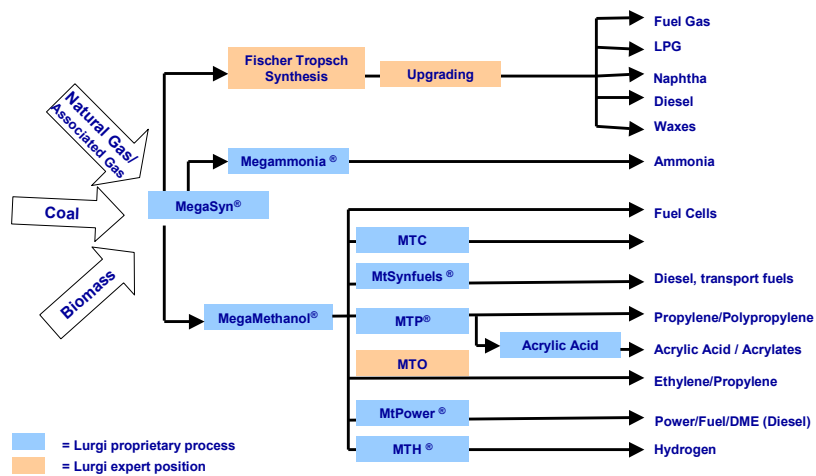 Fuel Gas
Fischer Tropsch
Synthesis
Upgrading
LPG
Naphtha
Diesel
Waxes
Natural Gas/
Associated Gas
Megammonia ®
Ammonia
Coal
MegaSyn®
Fuel Cells
MTC
Biomass
MtSynfuels ®
Diesel, transport fuels
MegaMethanol®
MTP®
Propylene/Polypropylene
Acrylic Acid
Acrylic Acid / Acrylates
MTO
Ethylene/Propylene
MtPower ®
Power/Fuel/DME (Diesel)
MTH ®
Hydrogen
= Lurgi proprietary process
= Lurgi expert position